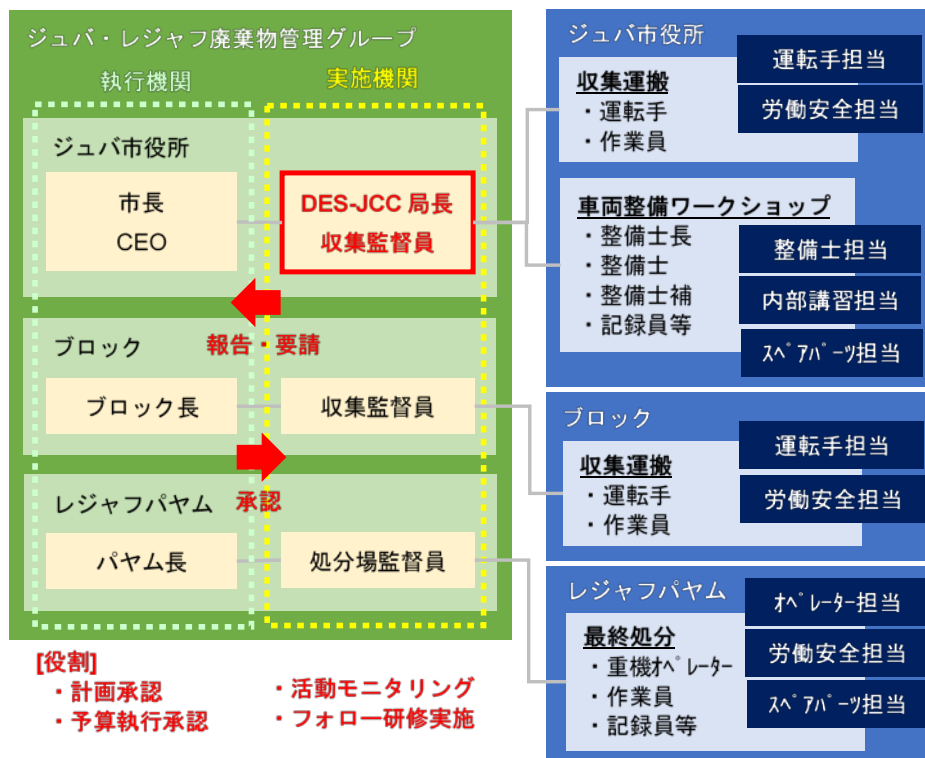 ジュバ・レジャフ廃棄物管理グループ
執行機関
実施機関
ジュバ市役所
市長
CEO
DES-JCC 局長
収集監督員
報告・要請
ブロック
ブロック長
収集監督員
承認
レジャフパヤム
パヤム長
処分場監督員
[役割]
・計画承認
・予算執行承認
・活動モニタリング
・フォロー研修実施
ジュバ市役所
収集運搬
・運転手
・作業員
運転手担当
労働安全担当
車両整備ワークショップ
・整備士長
・整備士
・整備士補
・記録員等
整備士担当
内部講習担当
ｽﾍﾟｱﾊﾟｰﾂ担当
ブロック
収集運搬
・運転手
・作業員
運転手担当
労働安全担当
レジャフパヤム
最終処分
・重機ｵﾍﾟﾚｰﾀｰ
・作業員
・記録員等
ｵﾍﾟﾚｰﾀｰ担当
労働安全担当
ｽﾍﾟｱﾊﾟｰﾂ担当